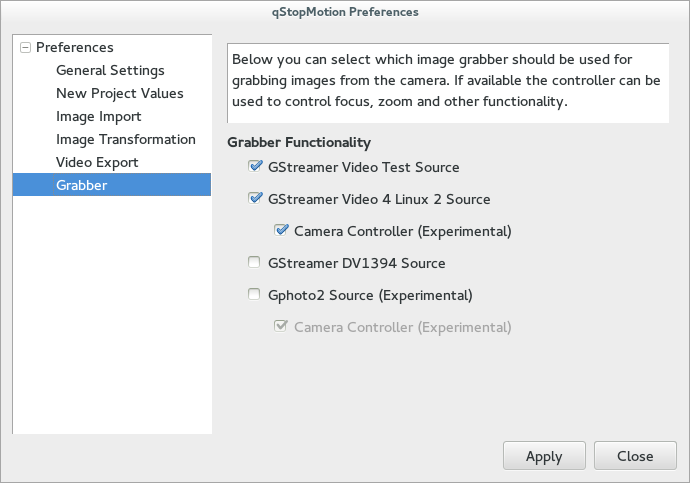 qStopMotion Preferences
Preferences
General Settings
New Project Values
Image Import
Image Transformation
Video Export
Grabber
Below you can select which image grabber should be used for
grabbing images from the camera. If available the controller can be
used to control focus, zoom and other functionality.
Grabber Functionality
GStreamer Video Test Source
GStreamer Video 4 Linux 2 Source
Camera Controller (Experimental)
GStreamer DV1394 Source
Gphoto2 Source (Experimental)
Camera Controller (Experimental)
Apply
Close